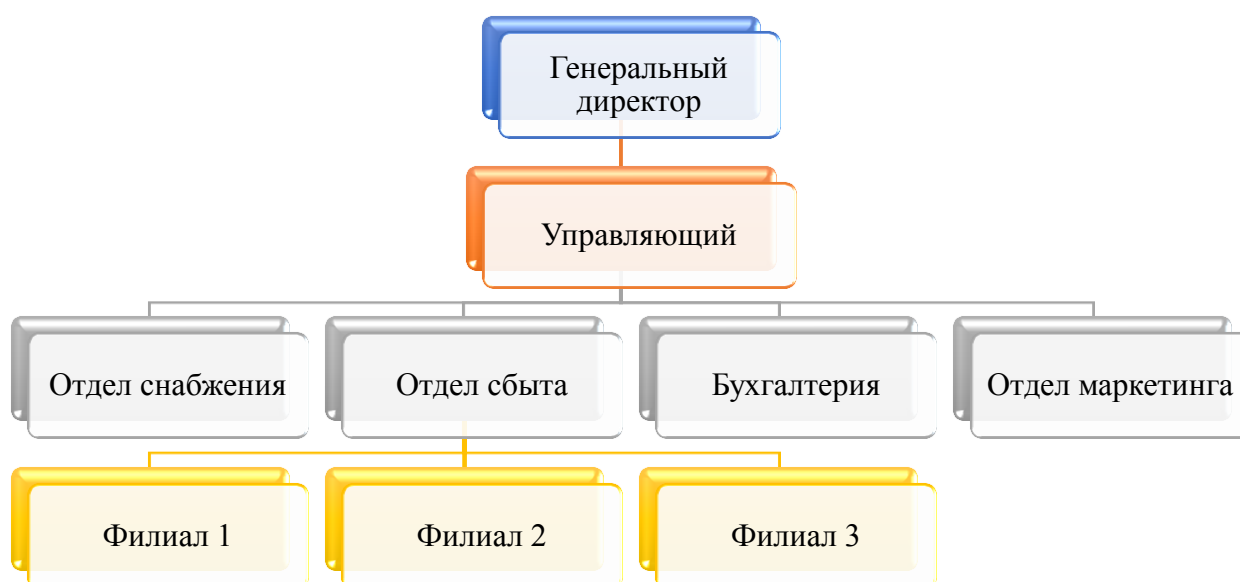 Генеральный
директор
Управляющий
Отдел снабжения
Отдел сбыта
Бухгалтерия
Отдел маркетинга
Филиал 1
Филиал 2
Филиал 3